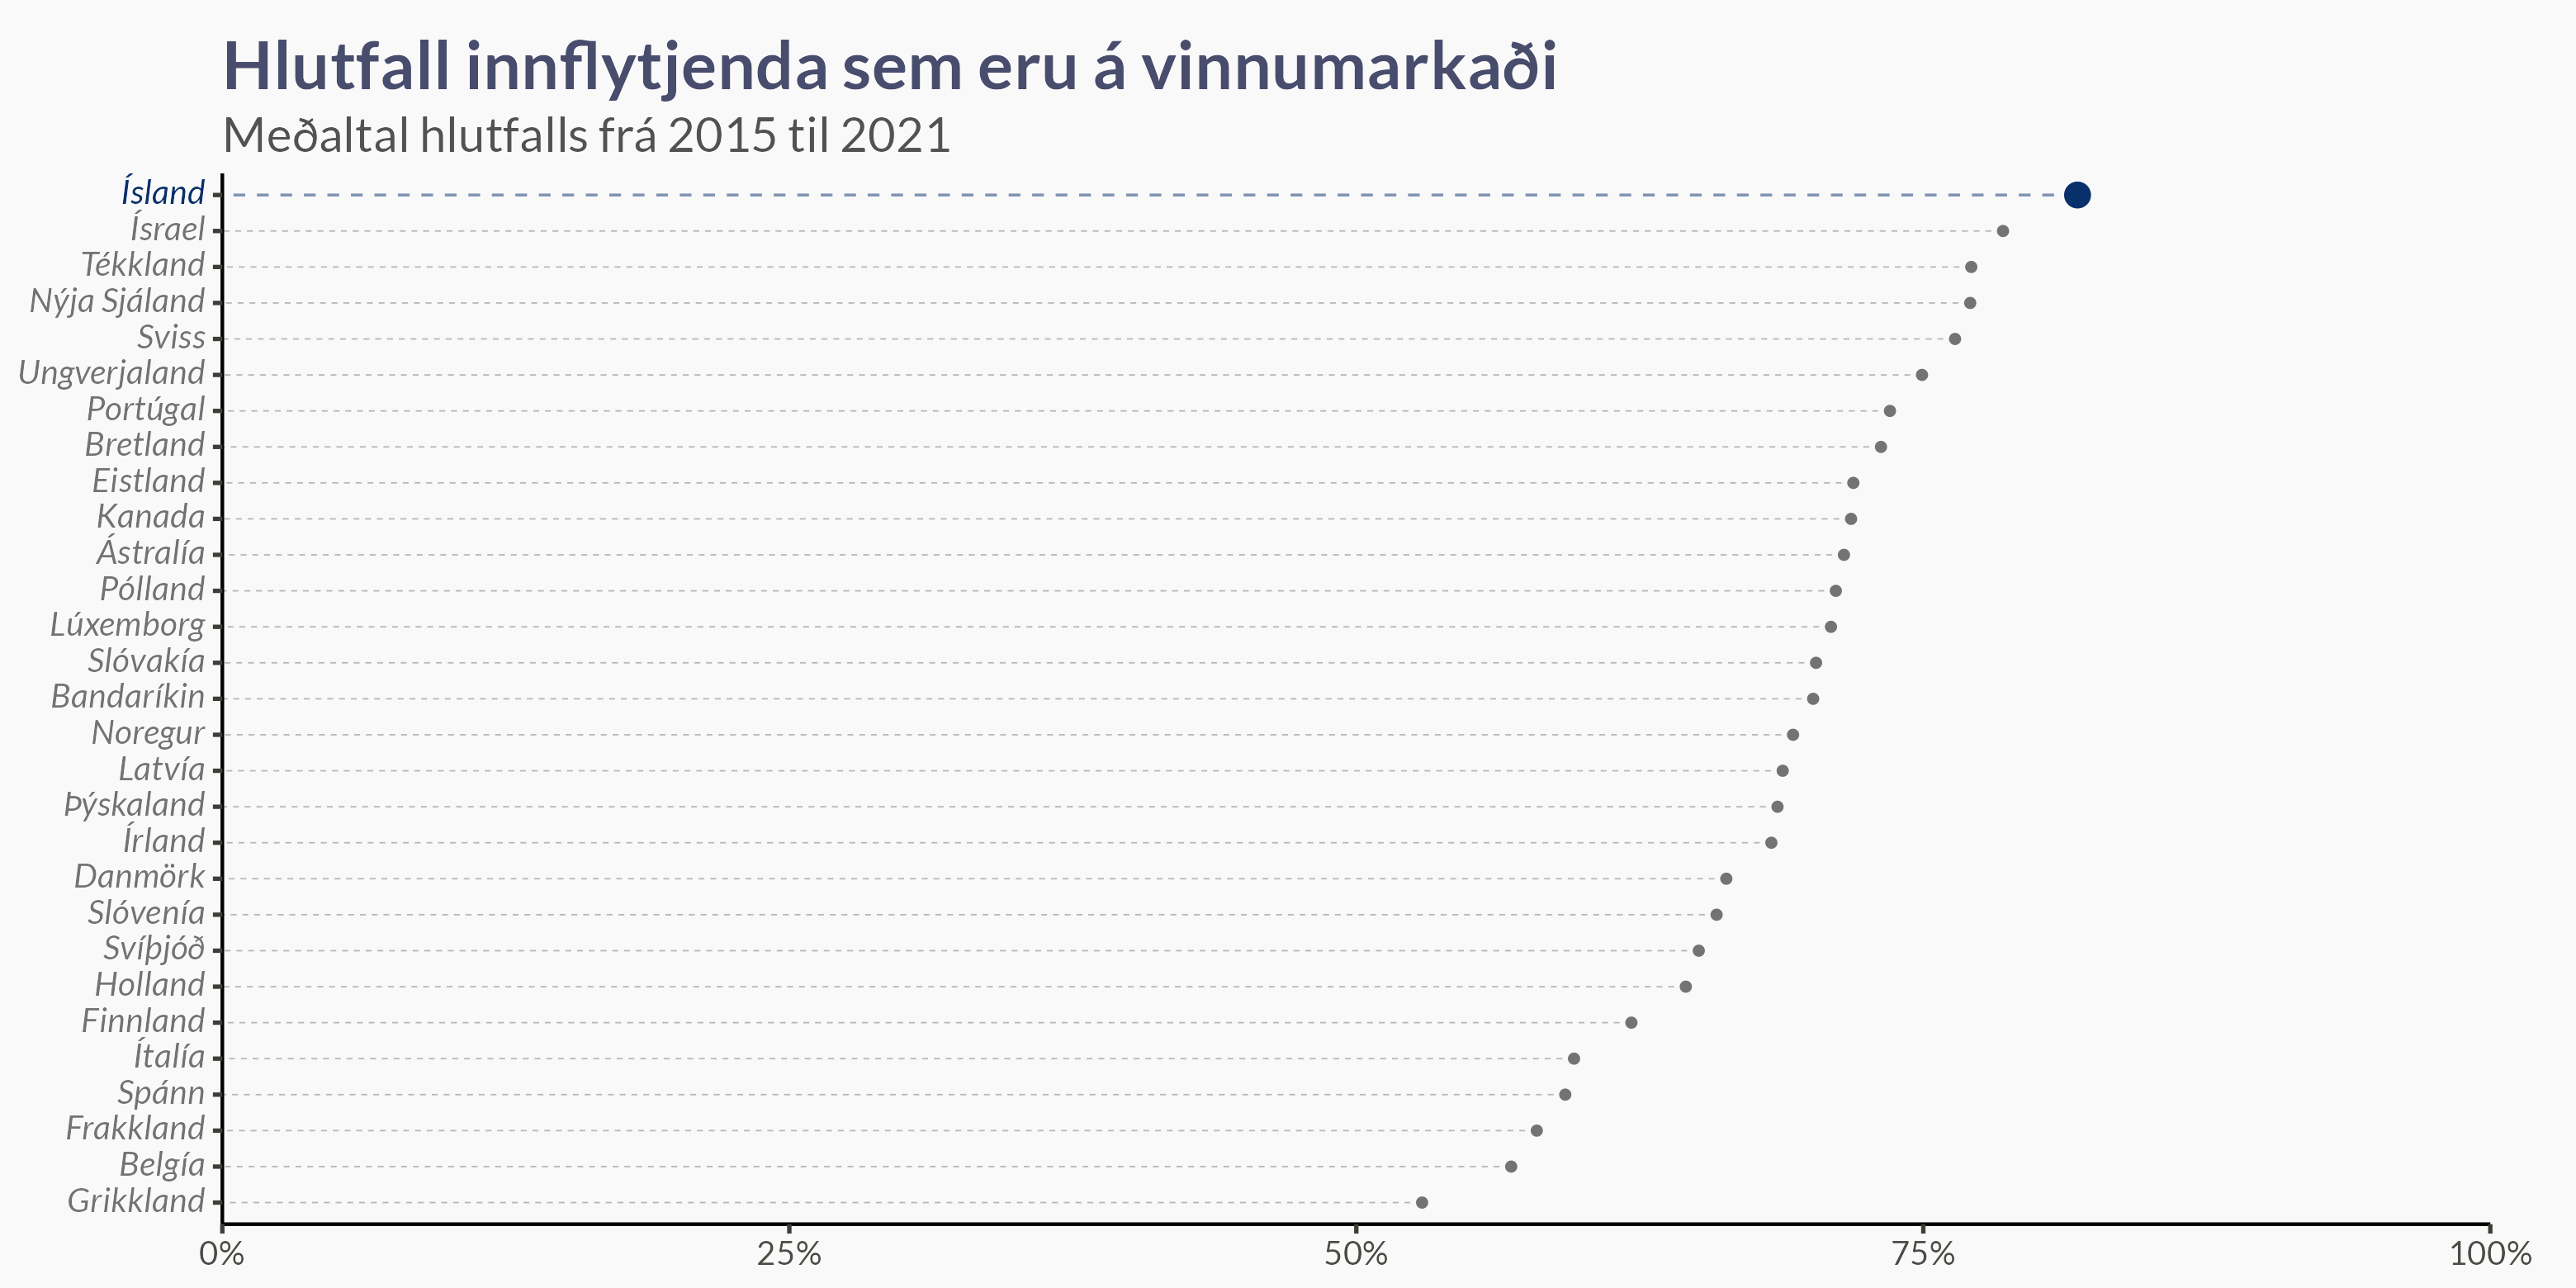 Hlutfall innflytjenda sem eru á vinnumarkaði
Meðaltal hlutfalls frá 2015 til 2021
Ísland
Ísrael
Tékkland
Nýja Sjáland
Sviss
Ungverjaland
Portúgal
Bretland
Eistland
Kanada
Ástralía
Pólland
Lúxemborg
Slóvakía
Bandaríkin
Noregur
Latvía
Þýskaland
Írland
Danmörk
Slóvenía
Svíþjóð
Holland
Finnland
Ítalía
Spánn
Frakkland
Belgía
Grikkland
0% 25% 50% 75% 100%